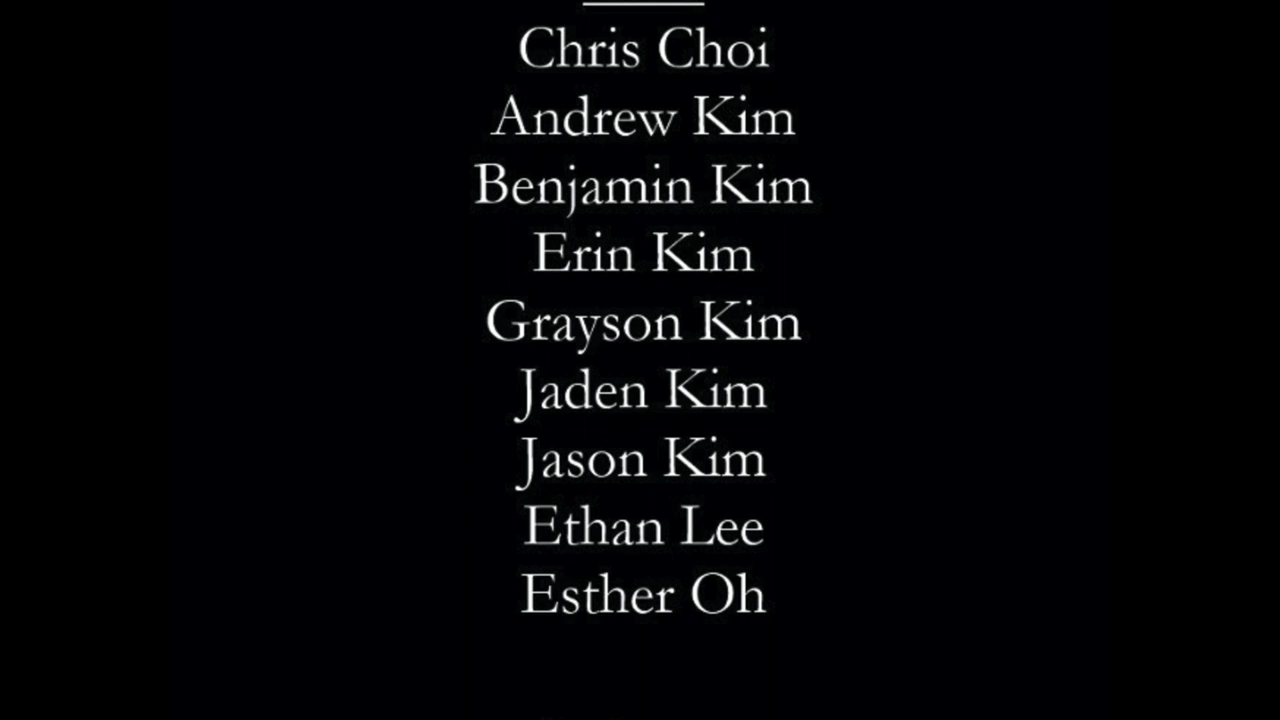 Chris Choi
Andrew Kim
Benjamin Kim
Erin Kim
Grayson Kim
Jaden Kim
Jason Kim
Ethan Lee
Esther Oh